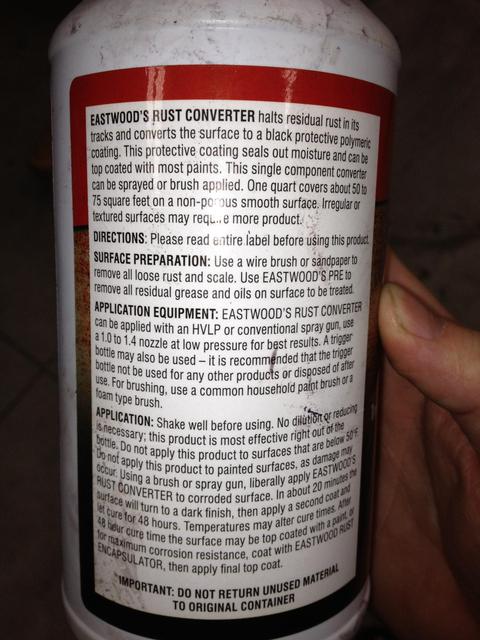 EASTWOOD'S RUST CONVERTER halts residual rust in its
tracks and converts the surface to a black protective polymeric
coating. This protective coating seals out moisture and can be
top coated with most paints. This single component converter
can be sprayed or brush applied. One quart covers about 50 to
75 square feet on a non-porous smooth surface. Irregular or
textured surfaces may require more product.
DIRECTIONS: Please read entire label before using this product.
SURFACE PREPARATION: Use a wire brush or sandpaper to
remove all loose rust and scale. Use EASTWOOD'S PRE to
remove all residual grease and oils on surface to be treated.
APPLICATION EQUIPMENT: EASTWOOD'S RUST CONVERTER
can be applied with an HVLP or conventional spray gun, use
a 1.0 to 1.4 nozzle at low pressure for best results. A trigger
bottle may also be used – it is recommended that the trigger
bottle not be used for any other products or disposed of after
use. For brushing, use a common household paint brush or a
foam type brush.
APPLICATION: Shake well before using. No dilution or reducing
is necessary; this product is most effective right out of the
bottle. Do not apply this product to surfaces that are below 50°F.
Do not apply this product to painted surfaces, as damage may
occur. Using a brush or spray gun, liberally apply EASTWOOD'S
RUST CONVERTER to corroded surface. In about 20 minutes the
surface will turn to a dark finish, then apply a second coat and
let cure for 48 hours. Temperatures may alter cure times. After
48 hour cure time the surface may be top coated with a paint, or
for maximum corrosion resistance, coat with EASTWOOD RUST
ENCAPSULATOR, then apply final top coat.
IMPORTANT: DO NOT RETURN UNUSED MATERIAL
TO ORIGINAL CONTAINER